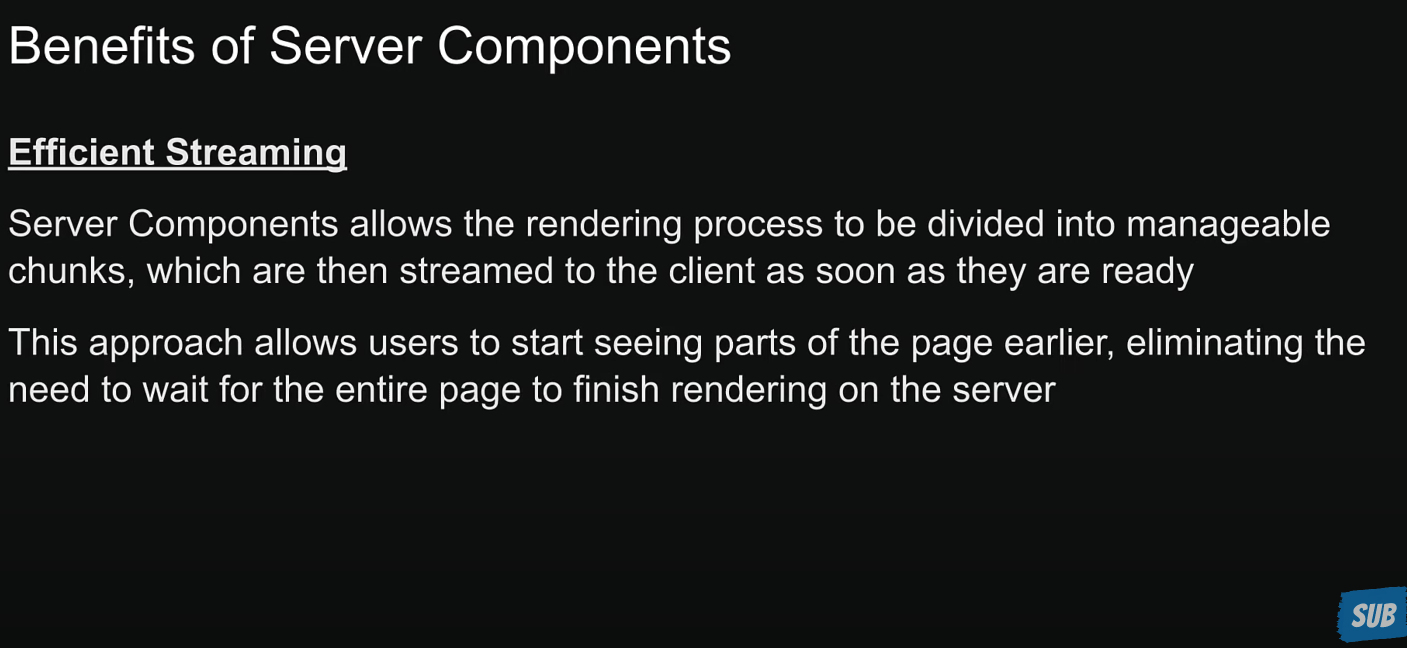 Benefits of Server Components
Efficient Streaming
Server Components allows the rendering process to be divided into manageable
chunks, which are then streamed to the client as soon as they are ready
This approach allows users to start seeing parts of the page earlier, eliminating the
need to wait for the entire page to finish rendering on the server
SUB